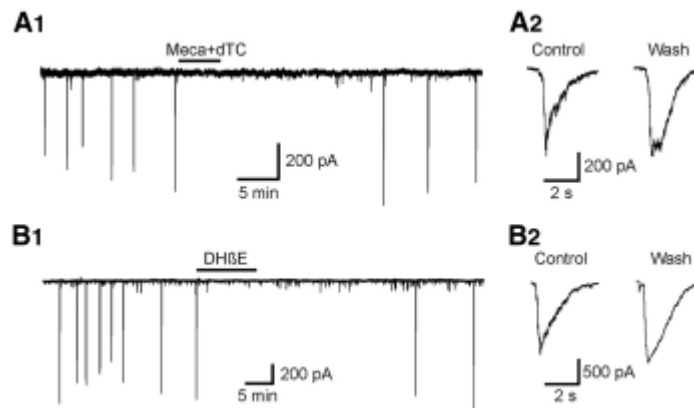 A1
Meca+dTC
200 pA
5 min
A2
Control Wash
200 pA
2 s
B1
DHßE
200 pA
5 min
B2
Control Wash
500 pA
2 s